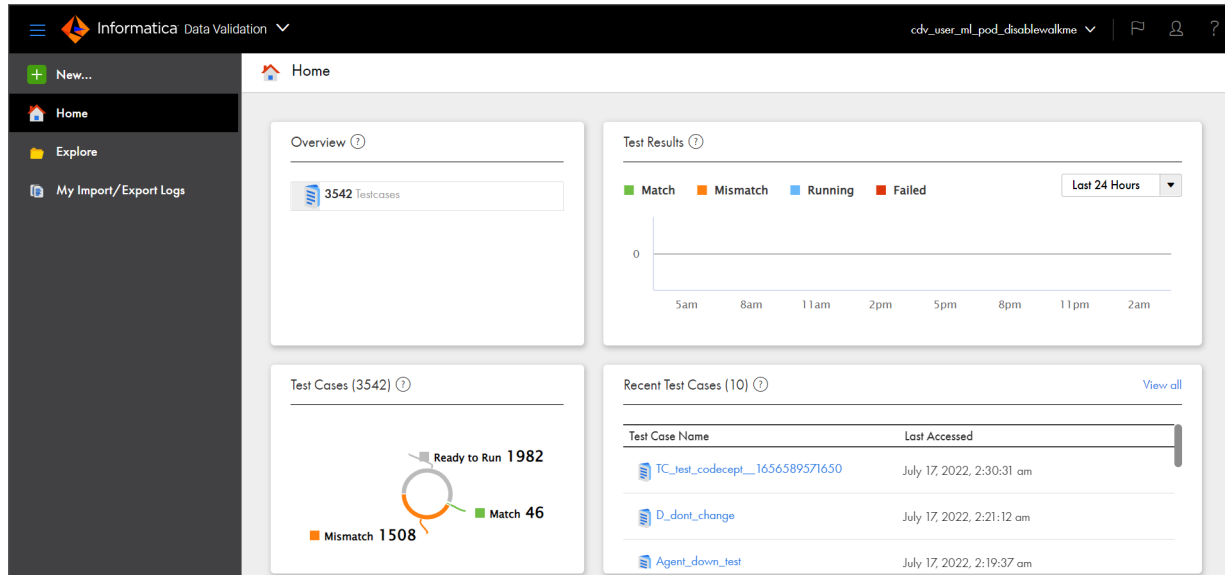 Informatica Data Validation
cdv_user_ml_pod_disablewalkme
?
New...
Home
Explore
My Import/Export Logs
Home
Overview ?
3542 Testcases
Test Results ?
Match Mismatch Running Failed
Last 24 Hours
0
5am 8am 11am 2pm 5pm 8pm 11pm 2am
Test Cases (3542) ?
Ready to Run 1982
Match 46
Mismatch 1508
Recent Test Cases (10) ?
View all
Test Case Name Last Accessed
TC_test_codecept__1656589571650 July 17, 2022, 2:30:31 am
D_dont_change July 17, 2022, 2:21:12 am
Agent_down_test July 17, 2022, 2:19:37 am